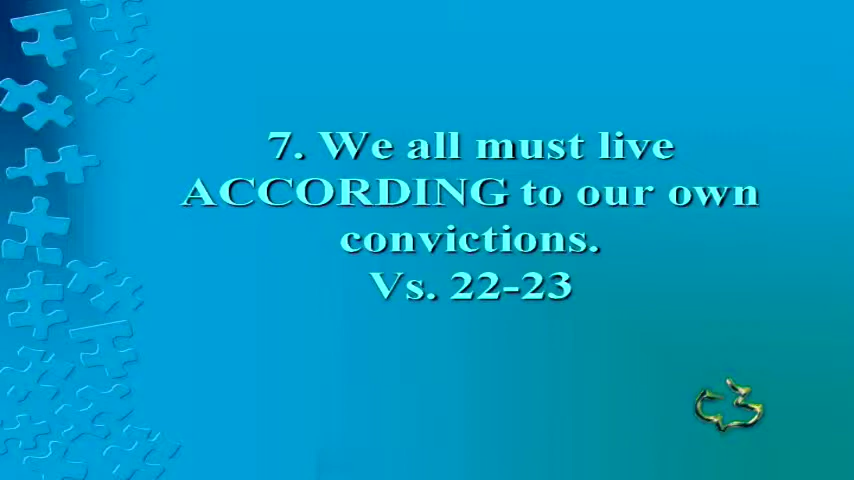 7. We all must live
ACCORDING to our own
convictions.
Vs. 22-23